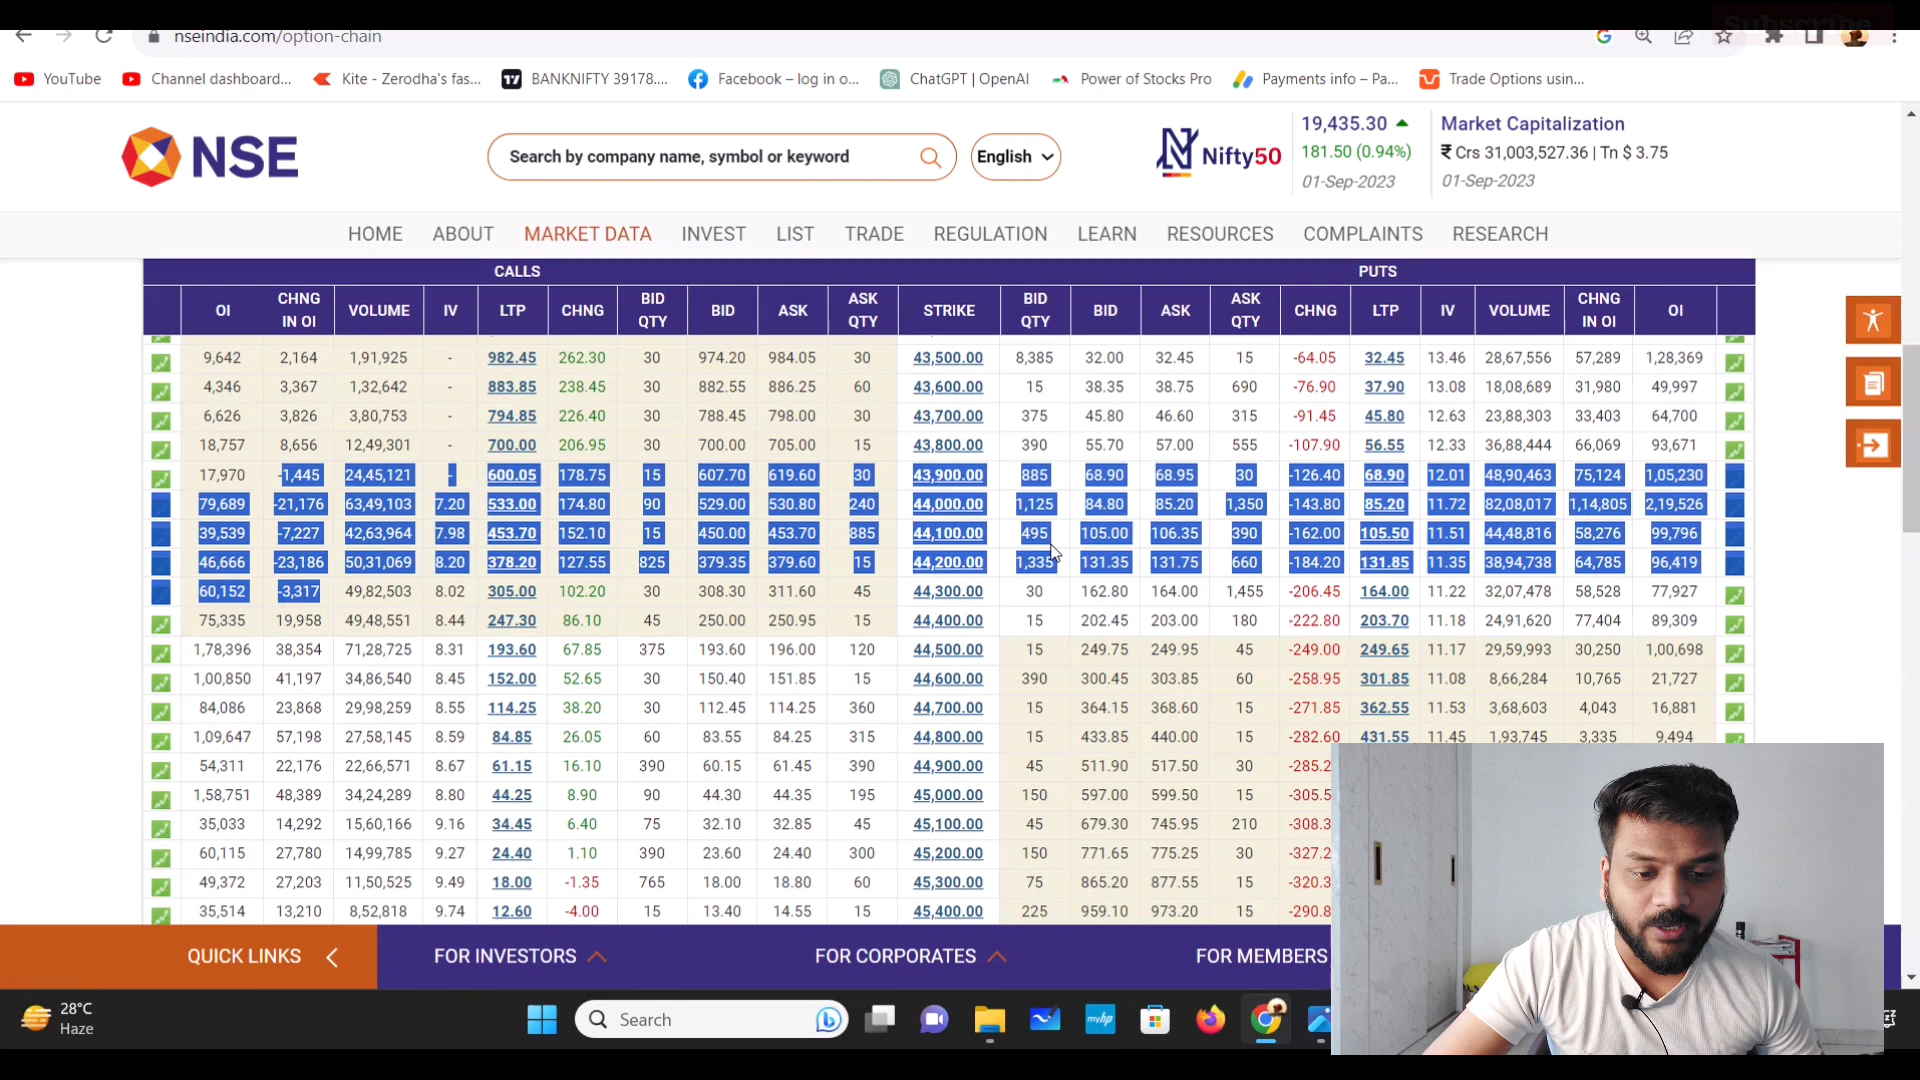 Subscribe
nseindia.com/option-chain
YouTube Channel dashboard... Kite - Zerodha's fas... BANKNIFTY 39178.... Facebook – log in o... ChatGPT | OpenAI Power of Stocks Pro Payments info – Pa... Trade Options usin...
NSE
Search by company name, symbol or keyword
English
Nifty50
19,435.30
181.50 (0.94%)
01-Sep-2023
Market Capitalization
₹ Crs 31,003,527.36 | Tn $ 3.75
01-Sep-2023
HOME ABOUT MARKET DATA INVEST LIST TRADE REGULATION LEARN RESOURCES COMPLAINTS RESEARCH
CALLS PUTS
OI CHNG IN OI VOLUME IV LTP CHNG BID QTY BID ASK ASK QTY STRIKE BID QTY BID ASK ASK QTY CHNG LTP IV VOLUME CHNG IN OI OI
9,642 2,164 1,91,925 - 982.45 262.30 30 974.20 984.05 30 43,500.00 8,385 32.00 32.45 15 -64.05 32.45 13.46 28,67,556 57,289 1,28,369
4,346 3,367 1,32,642 - 883.85 238.45 30 882.55 886.25 60 43,600.00 15 38.35 38.75 690 -76.90 37.90 13.08 18,08,689 31,980 49,997
6,626 3,826 3,80,753 - 794.85 226.40 30 788.45 798.00 30 43,700.00 375 45.80 46.60 315 -91.45 45.80 12.63 23,88,303 33,403 64,700
18,757 8,656 12,49,301 - 700.00 206.95 30 700.00 705.00 15 43,800.00 390 55.70 57.00 555 -107.90 56.55 12.33 36,88,444 66,069 93,671
17,970 -1,445 24,45,121 - 600.05 178.75 15 607.70 619.60 30 43,900.00 885 68.90 68.95 30 -126.40 68.90 12.01 48,90,463 75,124 1,05,230
79,689 -21,176 63,49,103 7.20 533.00 174.80 90 529.00 530.80 240 44,000.00 1,125 84.80 85.20 1,350 -143.80 85.20 11.72 82,08,017 1,14,805 2,19,526
39,539 -7,227 42,63,964 7.98 453.70 152.10 15 450.00 453.70 885 44,100.00 495 105.00 106.35 390 -162.00 105.50 11.51 44,48,816 58,276 99,796
46,666 -23,186 50,31,069 8.20 378.20 127.55 825 379.35 379.60 15 44,200.00 1,335 131.35 131.75 660 -184.20 131.85 11.35 38,94,738 64,785 96,419
60,152 -3,317 49,82,503 8.02 305.00 102.20 30 308.30 311.60 45 44,300.00 30 162.80 164.00 1,455 -206.45 164.00 11.22 32,07,478 58,528 77,927
75,335 19,958 49,48,551 8.44 247.30 86.10 45 250.00 250.95 15 44,400.00 15 202.45 203.00 180 -222.80 203.70 11.18 24,91,620 77,404 89,309
1,78,396 38,354 71,28,725 8.31 193.60 67.85 375 193.60 196.00 120 44,500.00 15 249.75 249.95 45 -249.00 249.65 11.17 29,59,993 30,250 1,00,698
1,00,850 41,197 34,86,540 8.45 152.00 52.65 30 150.40 151.85 15 44,600.00 390 300.45 303.85 60 -258.95 301.85 11.08 8,66,284 10,765 21,727
84,086 23,868 29,98,259 8.55 114.25 38.20 30 112.45 114.25 360 44,700.00 15 364.15 368.60 15 -271.85 362.55 11.53 3,68,603 4,043 16,881
1,09,647 57,198 27,58,145 8.59 84.85 26.05 60 83.55 84.25 315 44,800.00 15 433.85 440.00 15 -282.60 431.55 11.45 1,93,745 3,335 9,494
54,311 22,176 22,66,571 8.67 61.15 16.10 390 60.15 61.45 390 44,900.00 45 511.90 517.50 30 -285.2
1,58,751 48,389 34,24,289 8.80 44.25 8.90 90 44.30 44.35 195 45,000.00 150 597.00 599.50 15 -305.5
35,033 14,292 15,60,166 9.16 34.45 6.40 75 32.10 32.85 45 45,100.00 45 679.30 745.95 210 -308.3
60,115 27,780 14,99,785 9.27 24.40 1.10 390 23.60 24.40 300 45,200.00 150 771.65 775.25 30 -327.2
49,372 27,203 11,50,525 9.49 18.00 -1.35 765 18.00 18.80 60 45,300.00 75 865.20 877.55 15 -320.3
35,514 13,210 8,52,818 9.74 12.60 -4.00 15 13.40 14.55 15 45,400.00 225 959.10 973.20 15 -290.8
QUICK LINKS FOR INVESTORS FOR CORPORATES FOR MEMBERS
28°C
Haze
Search
myhp